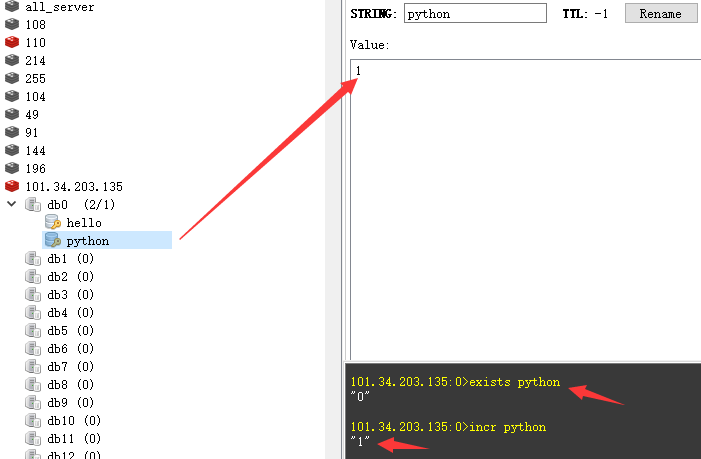 all_server
108
110
214
255
104
49
91
144
196
101.34.203.135
db0 (2/1)
hello
python
db1 (0)
db2 (0)
db3 (0)
db4 (0)
db5 (0)
db6 (0)
db7 (0)
db8 (0)
db9 (0)
db10 (0)
db11 (0)
db12 (0)
STRING: python TTL: -1 Rename
Value:
1
101.34.203.135:0>exists python
"0"
101.34.203.135:0>incr python
"1"